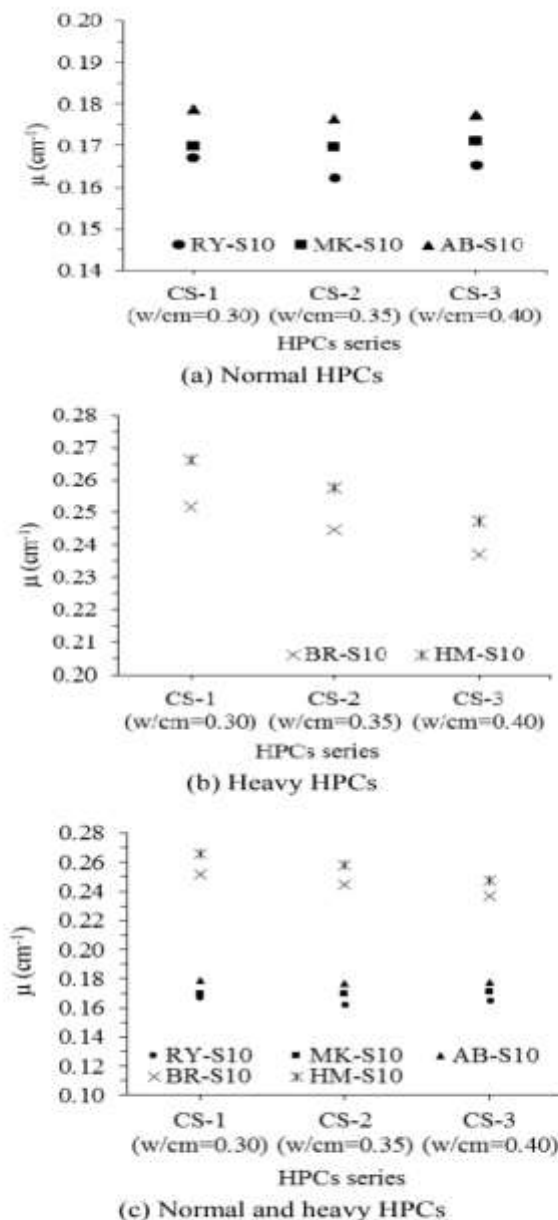 0.20
0.19
0.18
0.17
0.16
0.15
0.14
μ (cm⁻¹)
RY-S10 MK-S10 AB-S10
CS-1 CS-2 CS-3
(w/cm=0.30) (w/cm=0.35) (w/cm=0.40)
HPCs series
(a) Normal HPCs
0.28
0.27
0.26
0.25
0.24
0.23
0.22
0.21
0.20
μ (cm⁻¹)
BR-S10 HM-S10
CS-1 CS-2 CS-3
(w/cm=0.30) (w/cm=0.35) (w/cm=0.40)
HPCs series
(b) Heavy HPCs
0.28
0.26
0.24
0.22
0.20
0.18
0.16
0.14
0.12
0.10
μ (cm⁻¹)
RY-S10 MK-S10 AB-S10
BR-S10 HM-S10
CS-1 CS-2 CS-3
(w/cm=0.30) (w/cm=0.35) (w/cm=0.40)
HPCs series
(c) Normal and heavy HPCs